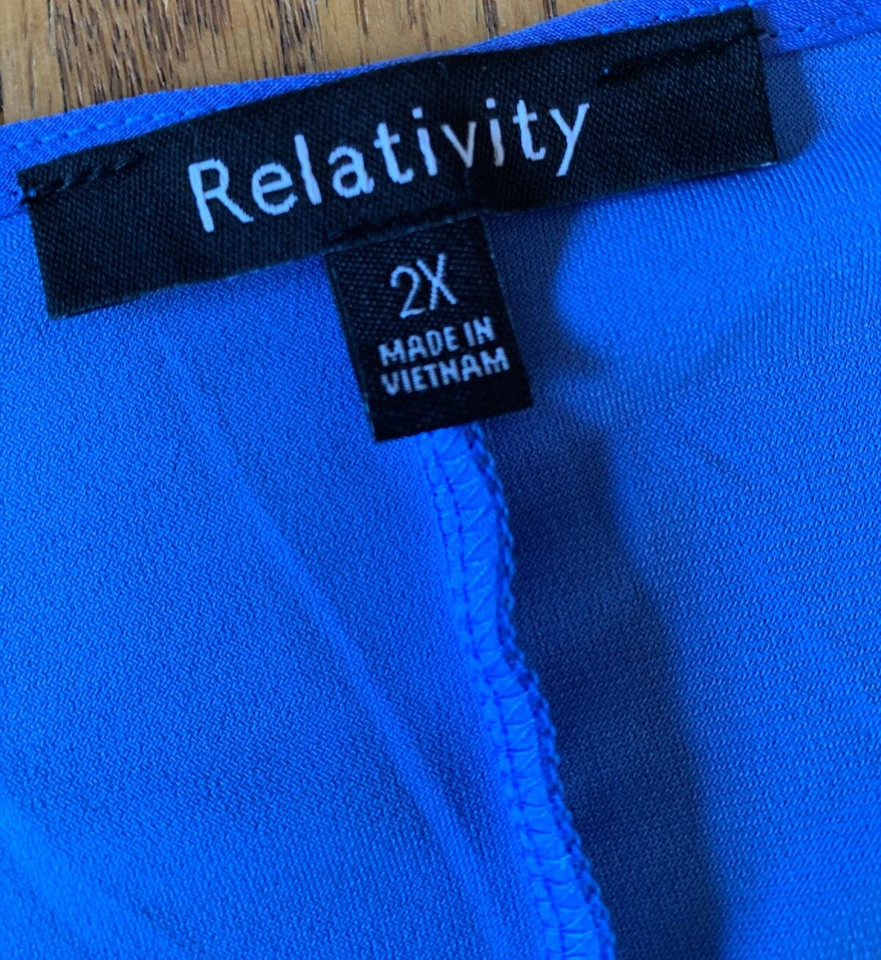 Relativity
2X
MADE IN
VIETNAM